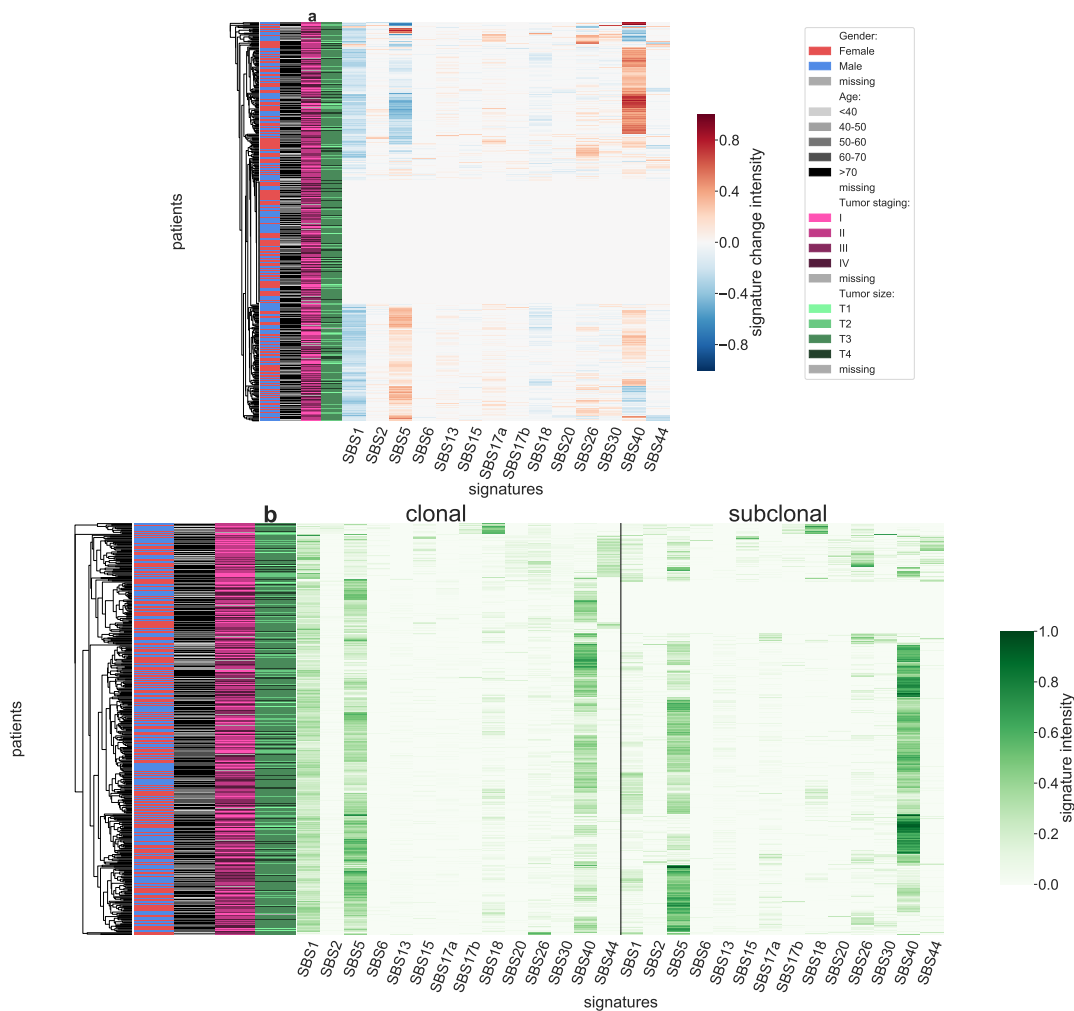 a
patients
SBS1
SBS2
SBS5
SBS6
SBS13
SBS15
SBS17a
SBS17b
SBS18
SBS20
SBS26
SBS30
SBS40
SBS44
signatures
0.8
0.4
0.0
−0.4
−0.8
signature change intensity
Gender:
Female
Male
missing
Age:
<40
40-50
50-60
60-70
>70
missing
Tumor staging:
I
II
III
IV
missing
Tumor size:
T1
T2
T3
T4
missing
b
clonal
subclonal
patients
SBS1
SBS2
SBS5
SBS6
SBS13
SBS15
SBS17a
SBS17b
SBS18
SBS20
SBS26
SBS30
SBS40
SBS44
SBS1
SBS2
SBS5
SBS6
SBS13
SBS15
SBS17a
SBS17b
SBS18
SBS20
SBS26
SBS30
SBS40
SBS44
signatures
1.0
0.8
0.6
0.4
0.2
0.0
signature intensity